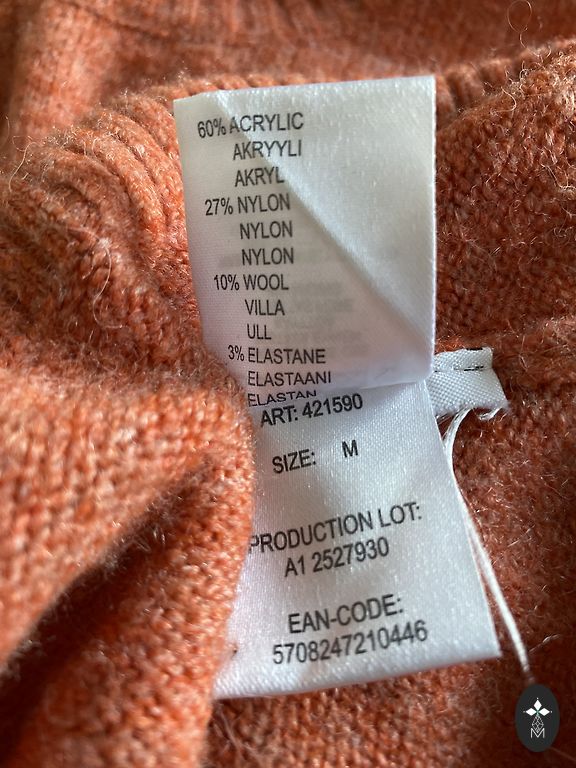 60% ACRYLIC
AKRYYLI
AKRYL
27% NYLON
NYLON
NYLON
10% WOOL
VILLA
ULL
3% ELASTANE
ELASTAANI
ELASTAN
ART: 421590
SIZE: M
PRODUCTION LOT:
A1 2527930
EAN-CODE:
5708247210446